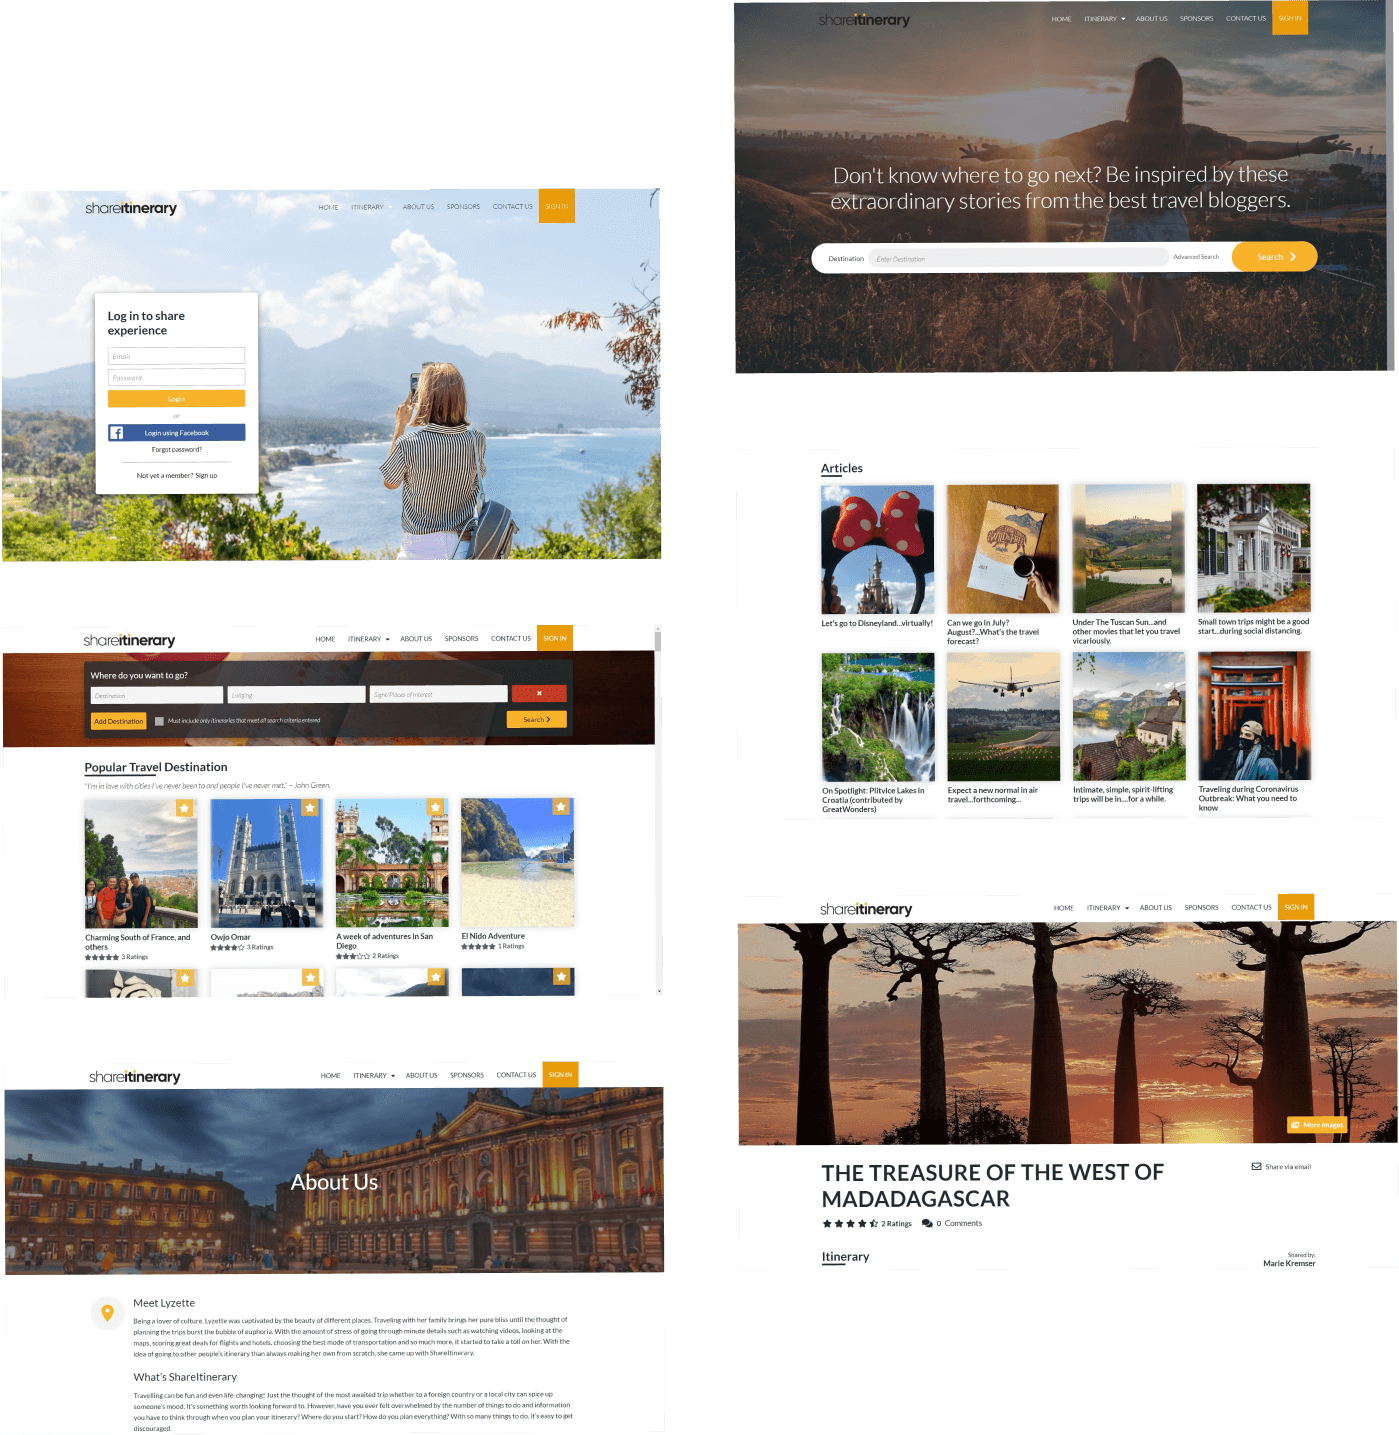 shareitinerary
HOME ITINERARY ABOUT US SPONSORS CONTACT US SIGN IN
Log in to share
experience
Email
Password
Login
or
Login using Facebook
Forgot password?
Not yet a member? Sign up
shareitinerary
HOME ITINERARY ABOUT US SPONSORS CONTACT US SIGN IN
Where do you want to go?
Destination Lodging Sight/Places of Interest
Add Destination Must include only itineraries that meet all search criteria entered Search
Popular Travel Destination
"I'm in love with cities I've never been to and people I've never met." – John Green.
Charming South of France, and
others
3 Ratings
Owjo Omar
3 Ratings
A week of adventures in San
Diego
2 Ratings
El Nido Adventure
1 Ratings
shareitinerary
HOME ITINERARY ABOUT US SPONSORS CONTACT US SIGN IN
About Us
Meet Lyzette
Being a lover of culture, Lyzette was captivated by the beauty of different places. Traveling with her family brings her pure bliss until the thought of
planning the trips burst the bubble of euphoria. With the amount of stress of going through minute details such as watching videos, looking at the
maps, scoring great deals for flights and hotels, choosing the best mode of transportation and so much more, it started to take a toll on her. With the
idea of going to other people's itinerary than always making her own from scratch, she came up with ShareItinerary.
What's ShareItinerary
Travelling can be fun and even life-changing! Just the thought of the most awaited trip whether to a foreign country or a local city can spice up
someone's mood. It's something worth looking forward to. However, have you ever felt overwhelmed by the number of things to do and information
you have to think through when you plan your itinerary? Where do you start? How do you plan everything? With so many things to do, it's easy to get
discouraged.
shareitinerary
HOME ITINERARY ABOUT US SPONSORS CONTACT US SIGN IN
Don't know where to go next? Be inspired by these
extraordinary stories from the best travel bloggers.
Destination Enter Destination Advanced Search Search
Articles
Let's go to Disneyland...virtually!
Can we go in July?
August?...What's the travel
forecast?
Under The Tuscan Sun...and
other movies that let you travel
vicariously.
Small town trips might be a good
start...during social distancing.
On Spotlight: Plitvice Lakes in
Croatia (contributed by
GreatWonders)
Expect a new normal in air
travel...forthcoming...
Intimate, simple, spirit-lifting
trips will be in....for a while.
Traveling during Coronavirus
Outbreak: What you need to
know
shareitinerary
HOME ITINERARY ABOUT US SPONSORS CONTACT US SIGN IN
More images
THE TREASURE OF THE WEST OF
MADADAGASCAR
Share via email
2 Ratings 0 Comments
Itinerary
Shared by:
Marie Kremser